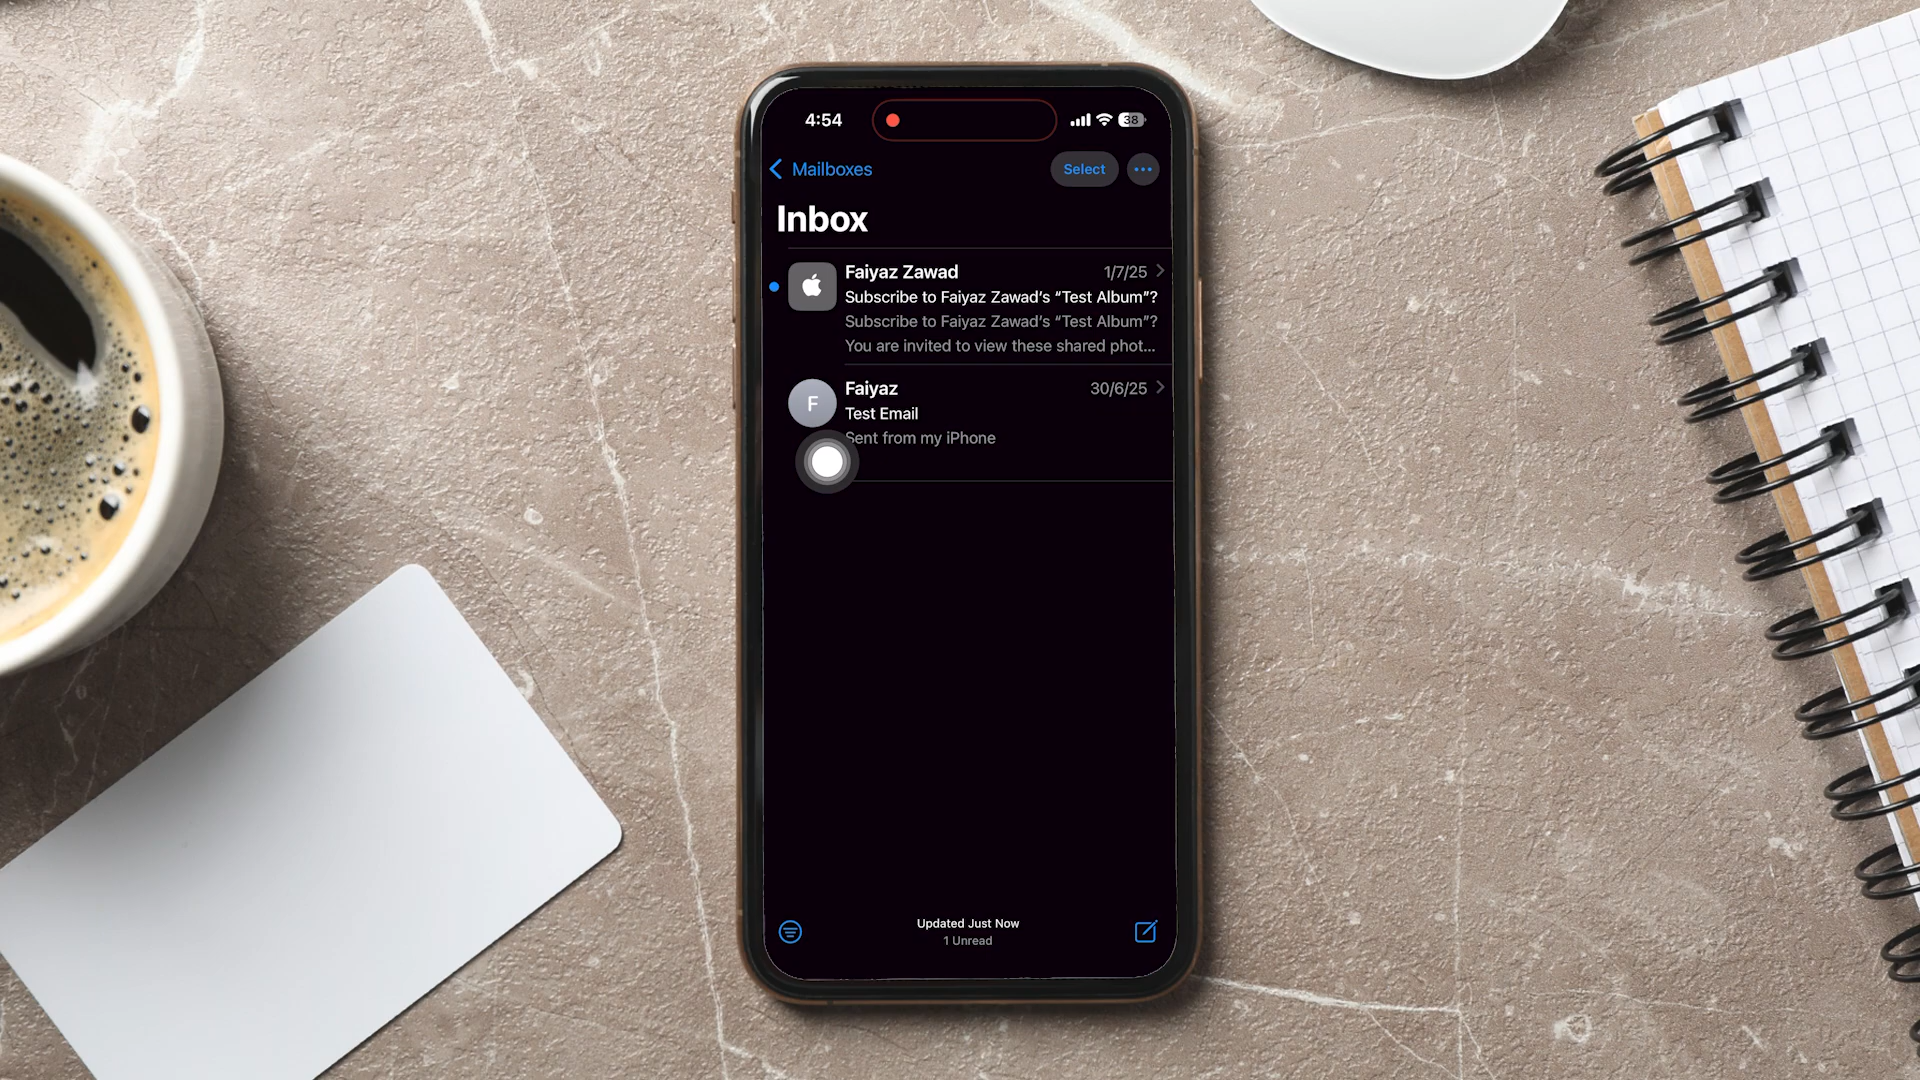 4:54
38
Mailboxes
Select
Inbox
Faiyaz Zawad
1/7/25
Subscribe to Faiyaz Zawad’s “Test Album”?
Subscribe to Faiyaz Zawad’s “Test Album”?
You are invited to view these shared phot...
F
Faiyaz
30/6/25
Test Email
Sent from my iPhone
Updated Just Now
1 Unread